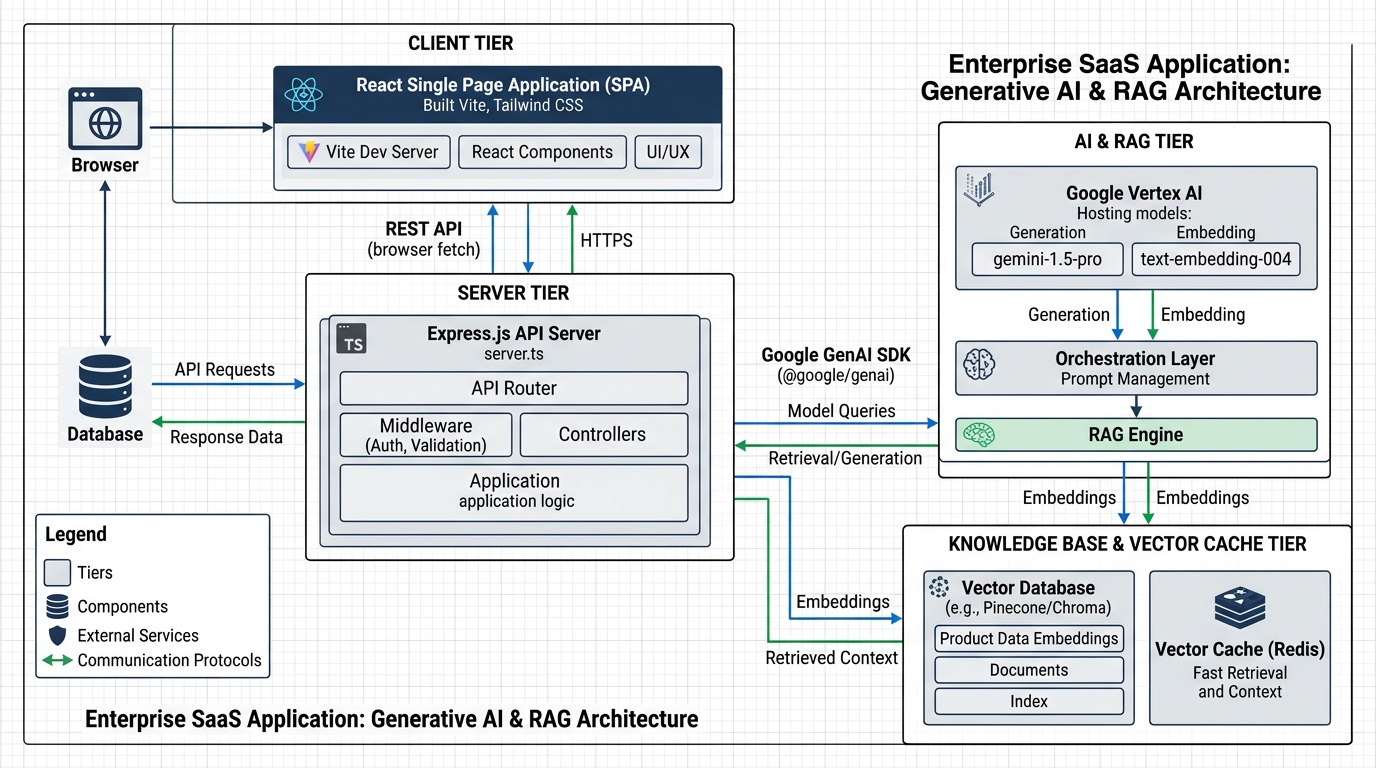 CLIENT TIER
React Single Page Application (SPA)
Built Vite, Tailwind CSS
Vite Dev Server
React Components
UI/UX
Browser
REST API
(browser fetch)
HTTPS
Enterprise SaaS Application:
Generative AI & RAG Architecture
AI & RAG TIER
Google Vertex AI
Hosting models:
Generation
Embedding
gemini-1.5-pro
text-embedding-004
Generation
Embedding
Orchestration Layer
Prompt Management
RAG Engine
SERVER TIER
TS
Express.js API Server
server.ts
API Router
Middleware
(Auth, Validation)
Controllers
Application
application logic
API Requests
Response Data
Database
Google GenAI SDK
(@google/genai)
Model Queries
Retrieval/Generation
Embeddings
Embeddings
Embeddings
Retrieved Context
KNOWLEDGE BASE & VECTOR CACHE TIER
Vector Database
(e.g., Pinecone/Chroma)
Product Data Embeddings
Documents
Index
Vector Cache (Redis)
Fast Retrieval
and Context
Legend
Tiers
Components
External Services
Communication Protocols
Enterprise SaaS Application: Generative AI & RAG Architecture